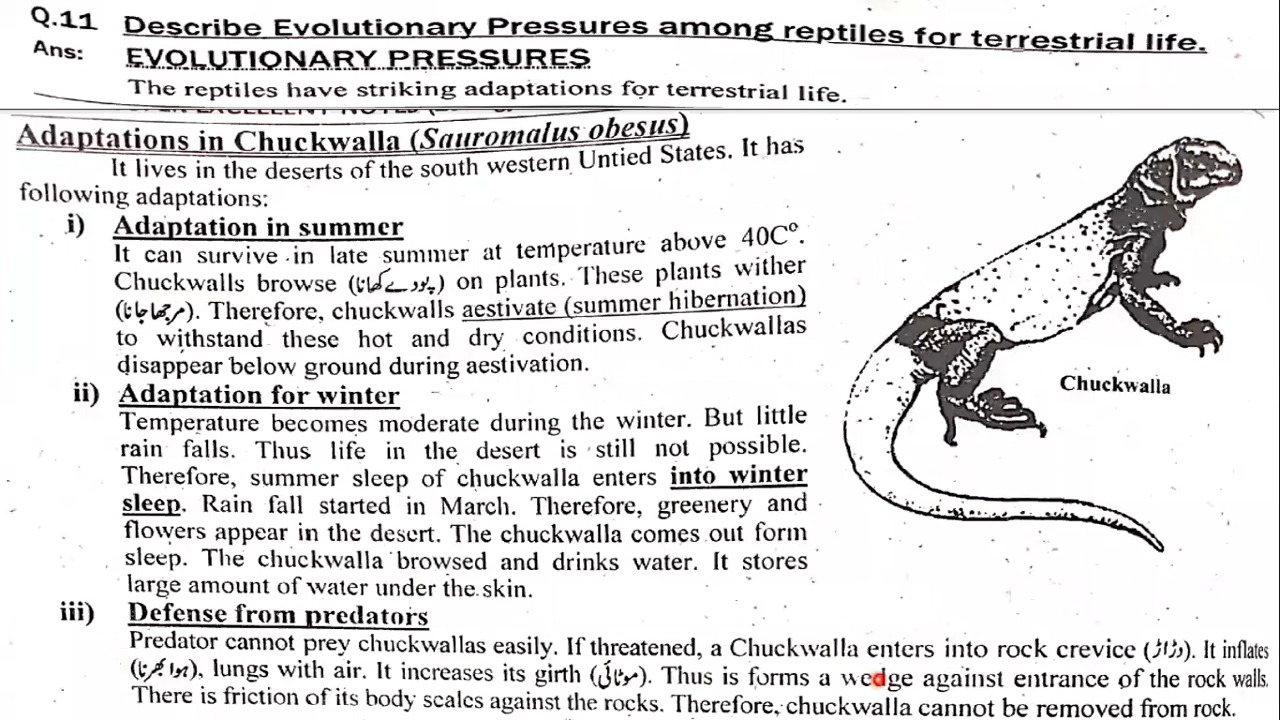 Q.11 Describe Evolutionary Pressures among reptiles for terrestrial life.
Ans: EVOLUTIONARY PRESSURES
The reptiles have striking adaptations for terrestrial life.
Adaptations in Chuckwalla (Sauromalus obesus)
It lives in the deserts of the south western Untied States. It has
following adaptations:
i) Adaptation in summer
It can survive in late summer at temperature above 40C°.
Chuckwalls browse (پودے کھانا) on plants. These plants wither
(مرجھا جانا). Therefore, chuckwalls aestivate (summer hibernation)
to withstand these hot and dry conditions. Chuckwallas
disappear below ground during aestivation.
ii) Adaptation for winter
Temperature becomes moderate during the winter. But little
rain falls. Thus life in the desert is still not possible.
Therefore, summer sleep of chuckwalla enters into winter
sleep. Rain fall started in March. Therefore, greenery and
flowers appear in the desert. The chuckwalla comes out form
sleep. The chuckwalla browsed and drinks water. It stores
large amount of water under the skin.
iii) Defense from predators
Predator cannot prey chuckwallas easily. If threatened, a Chuckwalla enters into rock crevice (دراڑ). It inflates
(ہوا بھرنا), lungs with air. It increases its girth (موٹائی). Thus is forms a wedge against entrance of the rock walls.
There is friction of its body scales against the rocks. Therefore, chuckwalla cannot be removed from rock.
Chuckwalla